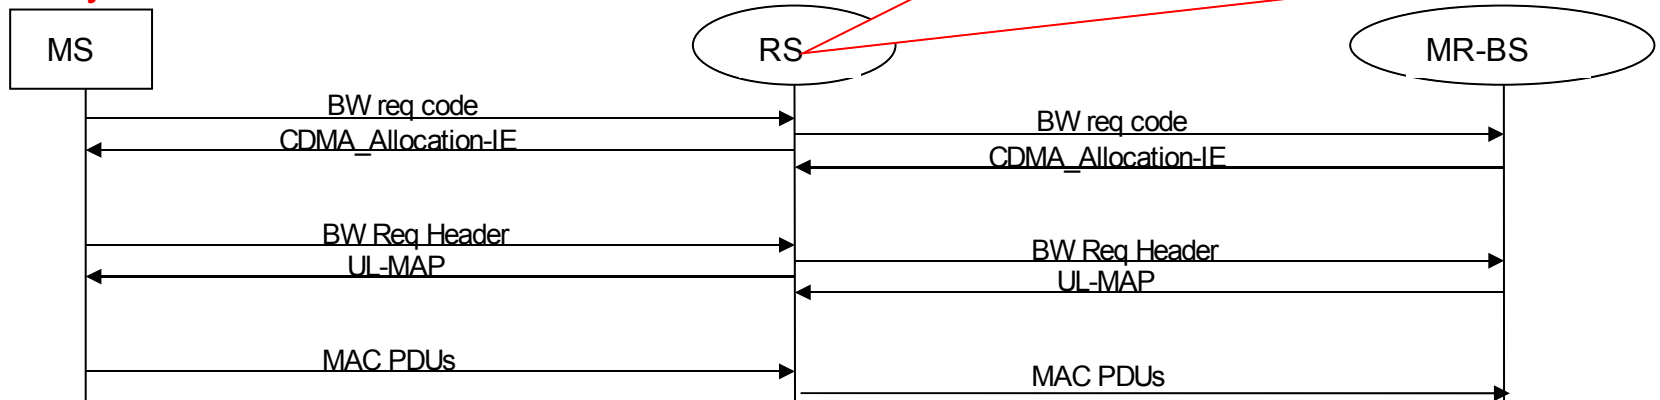 MS
RS
MR-BS
BW req code
BW req code
CDMA_Allocation-IE
CDMA_Allocation-IE
BW Req Header
BW Req Header
UL-MAP
UL-MAP
MAC PDUs
MAC PDUs